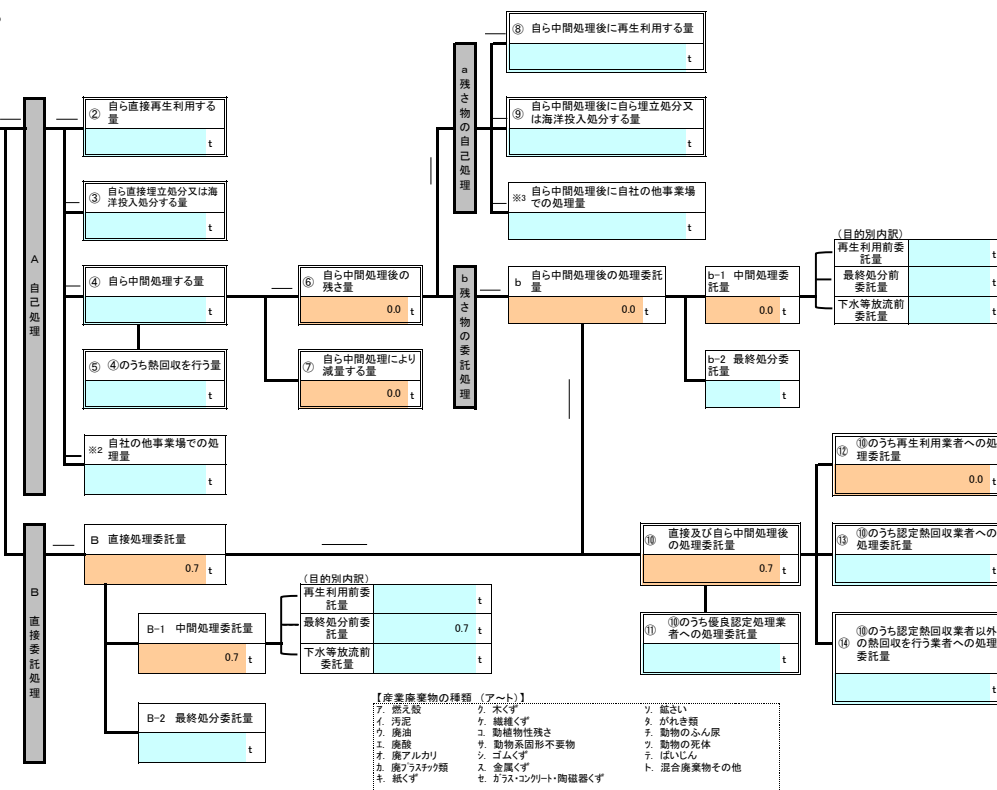 ⑧ 自ら中間処理後に再生利用する量
t
a 残さ物の自己処理
② 自ら直接再生利用する
量
t
⑨ 自ら中間処理後に自ら埋立処分又
は海洋投入処分する量
t
③ 自ら直接埋立処分又は海
洋投入処分する量
t
※3 自ら中間処理後に自社の他事業場
での処理量
t
A 自己処理
④ 自ら中間処理する量
t
⑥ 自ら中間処理後の
残さ量
0.0 t
b 残さ物の委託処理
b 自ら中間処理後の処理委託
量
0.0 t
b-1 中間処理委
託量
0.0 t
（目的別内訳）
再生利用前委
託量
t
最終処分前
委託量
t
下水等放流前
委託量
t
⑤ ④のうち熱回収を行う量
t
⑦ 自ら中間処理により
減量する量
0.0 t
b-2 最終処分委
託量
t
※2 自社の他事業場での処
理量
t
⑫ ⑩のうち再生利用業者への処
理委託量
0.0 t
B 直接委託処理
B 直接処理委託量
0.7 t
⑩ 直接及び自ら中間処理後
の処理委託量
0.7 t
⑬ ⑩のうち認定熱回収業者への
処理委託量
t
B-1 中間処理委託量
0.7 t
（目的別内訳）
再生利用前委
託量
t
最終処分前委
託量
0.7 t
下水等放流前
委託量
t
⑪ ⑩のうち優良認定処理業
者への処理委託量
t
⑭ ⑩のうち認定熱回収業者以外
の熱回収を行う業者への処理
委託量
t
B-2 最終処分委託量
t
【産業廃棄物の種類 （ア～ト）】
ア. 燃え殻
イ. 汚泥
ウ. 廃油
エ. 廃酸
オ. 廃アルカリ
カ. 廃プラスチック類
キ. 紙くず
ク. 木くず
ケ. 繊維くず
コ. 動植物性残さ
サ. 動物系固形不要物
シ. ゴムくず
ス. 金属くず
セ. ガラス・コンクリート・陶磁器くず
ソ. 鉱さい
タ. がれき類
チ. 動物のふん尿
ツ. 動物の死体
テ. ばいじん
ト. 混合廃棄物その他